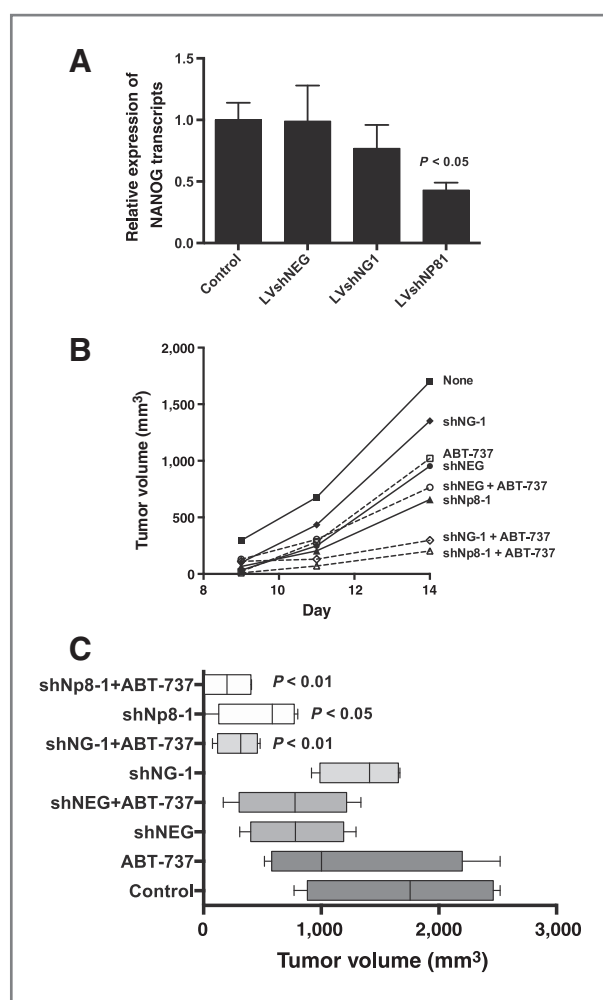 A
Relative expression of
NANOG transcripts
1.5
1.0
0.5
0.0
P < 0.05
Control
LVshNEG
LVshNG1
LVshNP81
B
Tumor volume (mm3)
2,000
1,500
1,000
500
0
8
10
12
14
Day
None
shNG-1
ABT-737
shNEG
shNEG + ABT-737
shNp8-1
shNG-1 + ABT-737
shNp8-1 + ABT-737
C
shNp8-1+ABT-737
P < 0.01
shNp8-1
P < 0.05
shNG-1+ABT-737
P < 0.01
shNG-1
shNEG+ABT-737
shNEG
ABT-737
Control
0
1,000
2,000
3,000
Tumor volume (mm3)